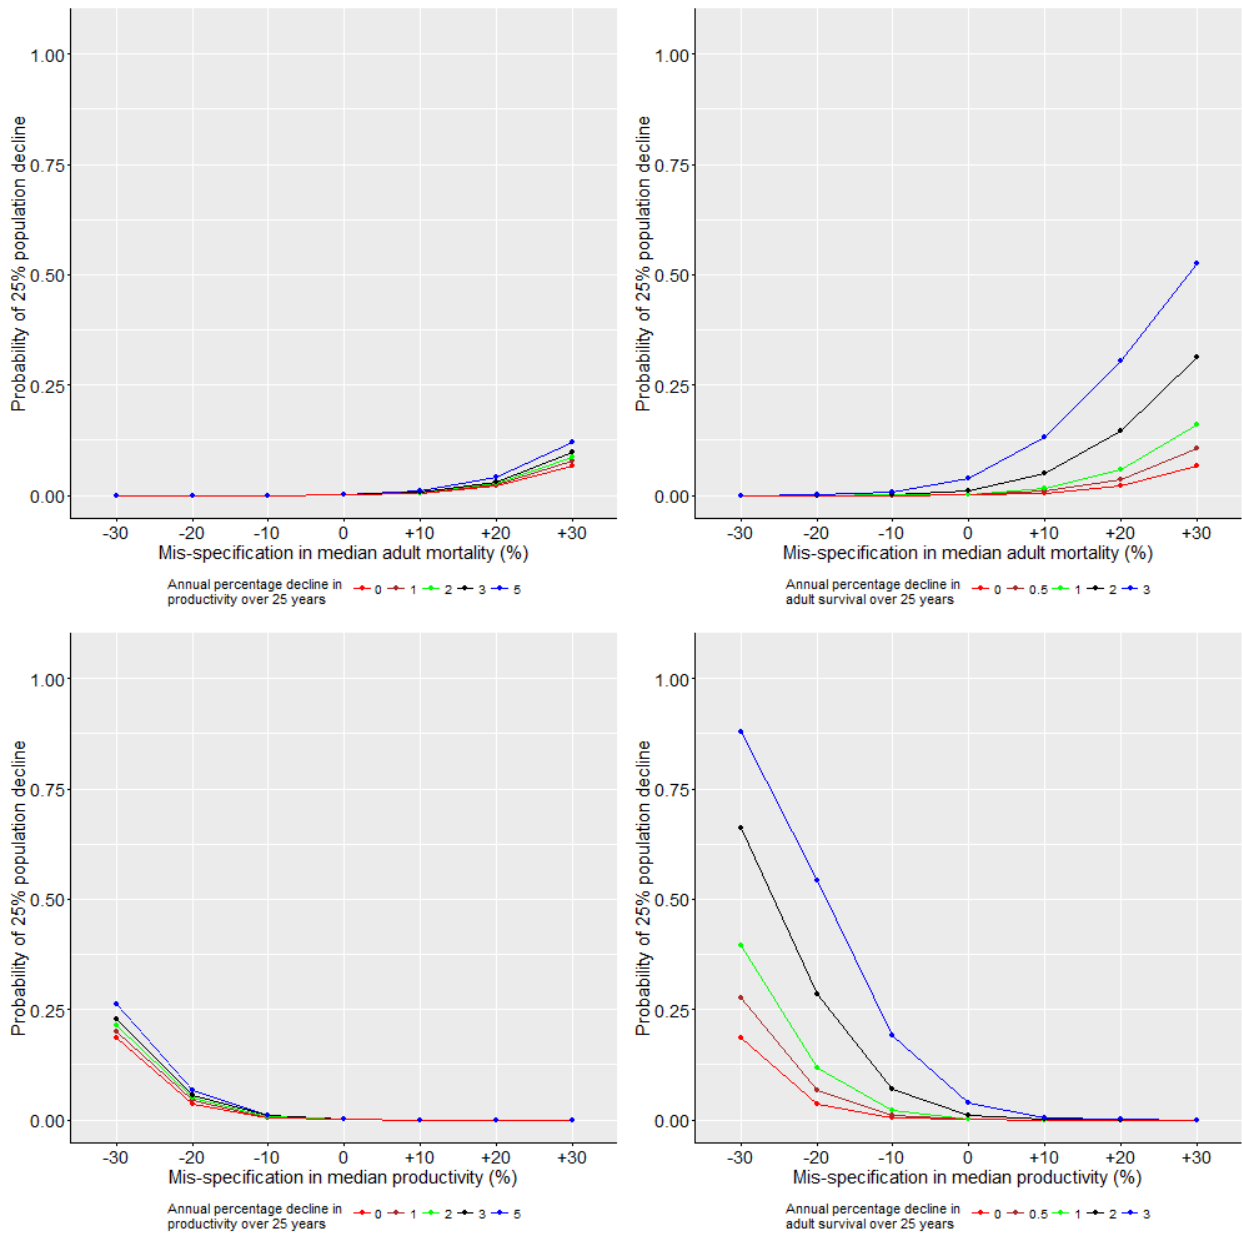 Probability of 25% population decline
1.00
0.75
0.50
0.25
0.00
-30 -20 -10 0 +10 +20 +30
Mis-specification in median adult mortality (%)
Annual percentage decline in
productivity over 25 years
0 1 2 3 5
Probability of 25% population decline
1.00
0.75
0.50
0.25
0.00
-30 -20 -10 0 +10 +20 +30
Mis-specification in median adult mortality (%)
Annual percentage decline in
adult survival over 25 years
0 0.5 1 2 3
Probability of 25% population decline
1.00
0.75
0.50
0.25
0.00
-30 -20 -10 0 +10 +20 +30
Mis-specification in median productivity (%)
Annual percentage decline in
productivity over 25 years
0 1 2 3 5
Probability of 25% population decline
1.00
0.75
0.50
0.25
0.00
-30 -20 -10 0 +10 +20 +30
Mis-specification in median productivity (%)
Annual percentage decline in
adult survival over 25 years
0 0.5 1 2 3